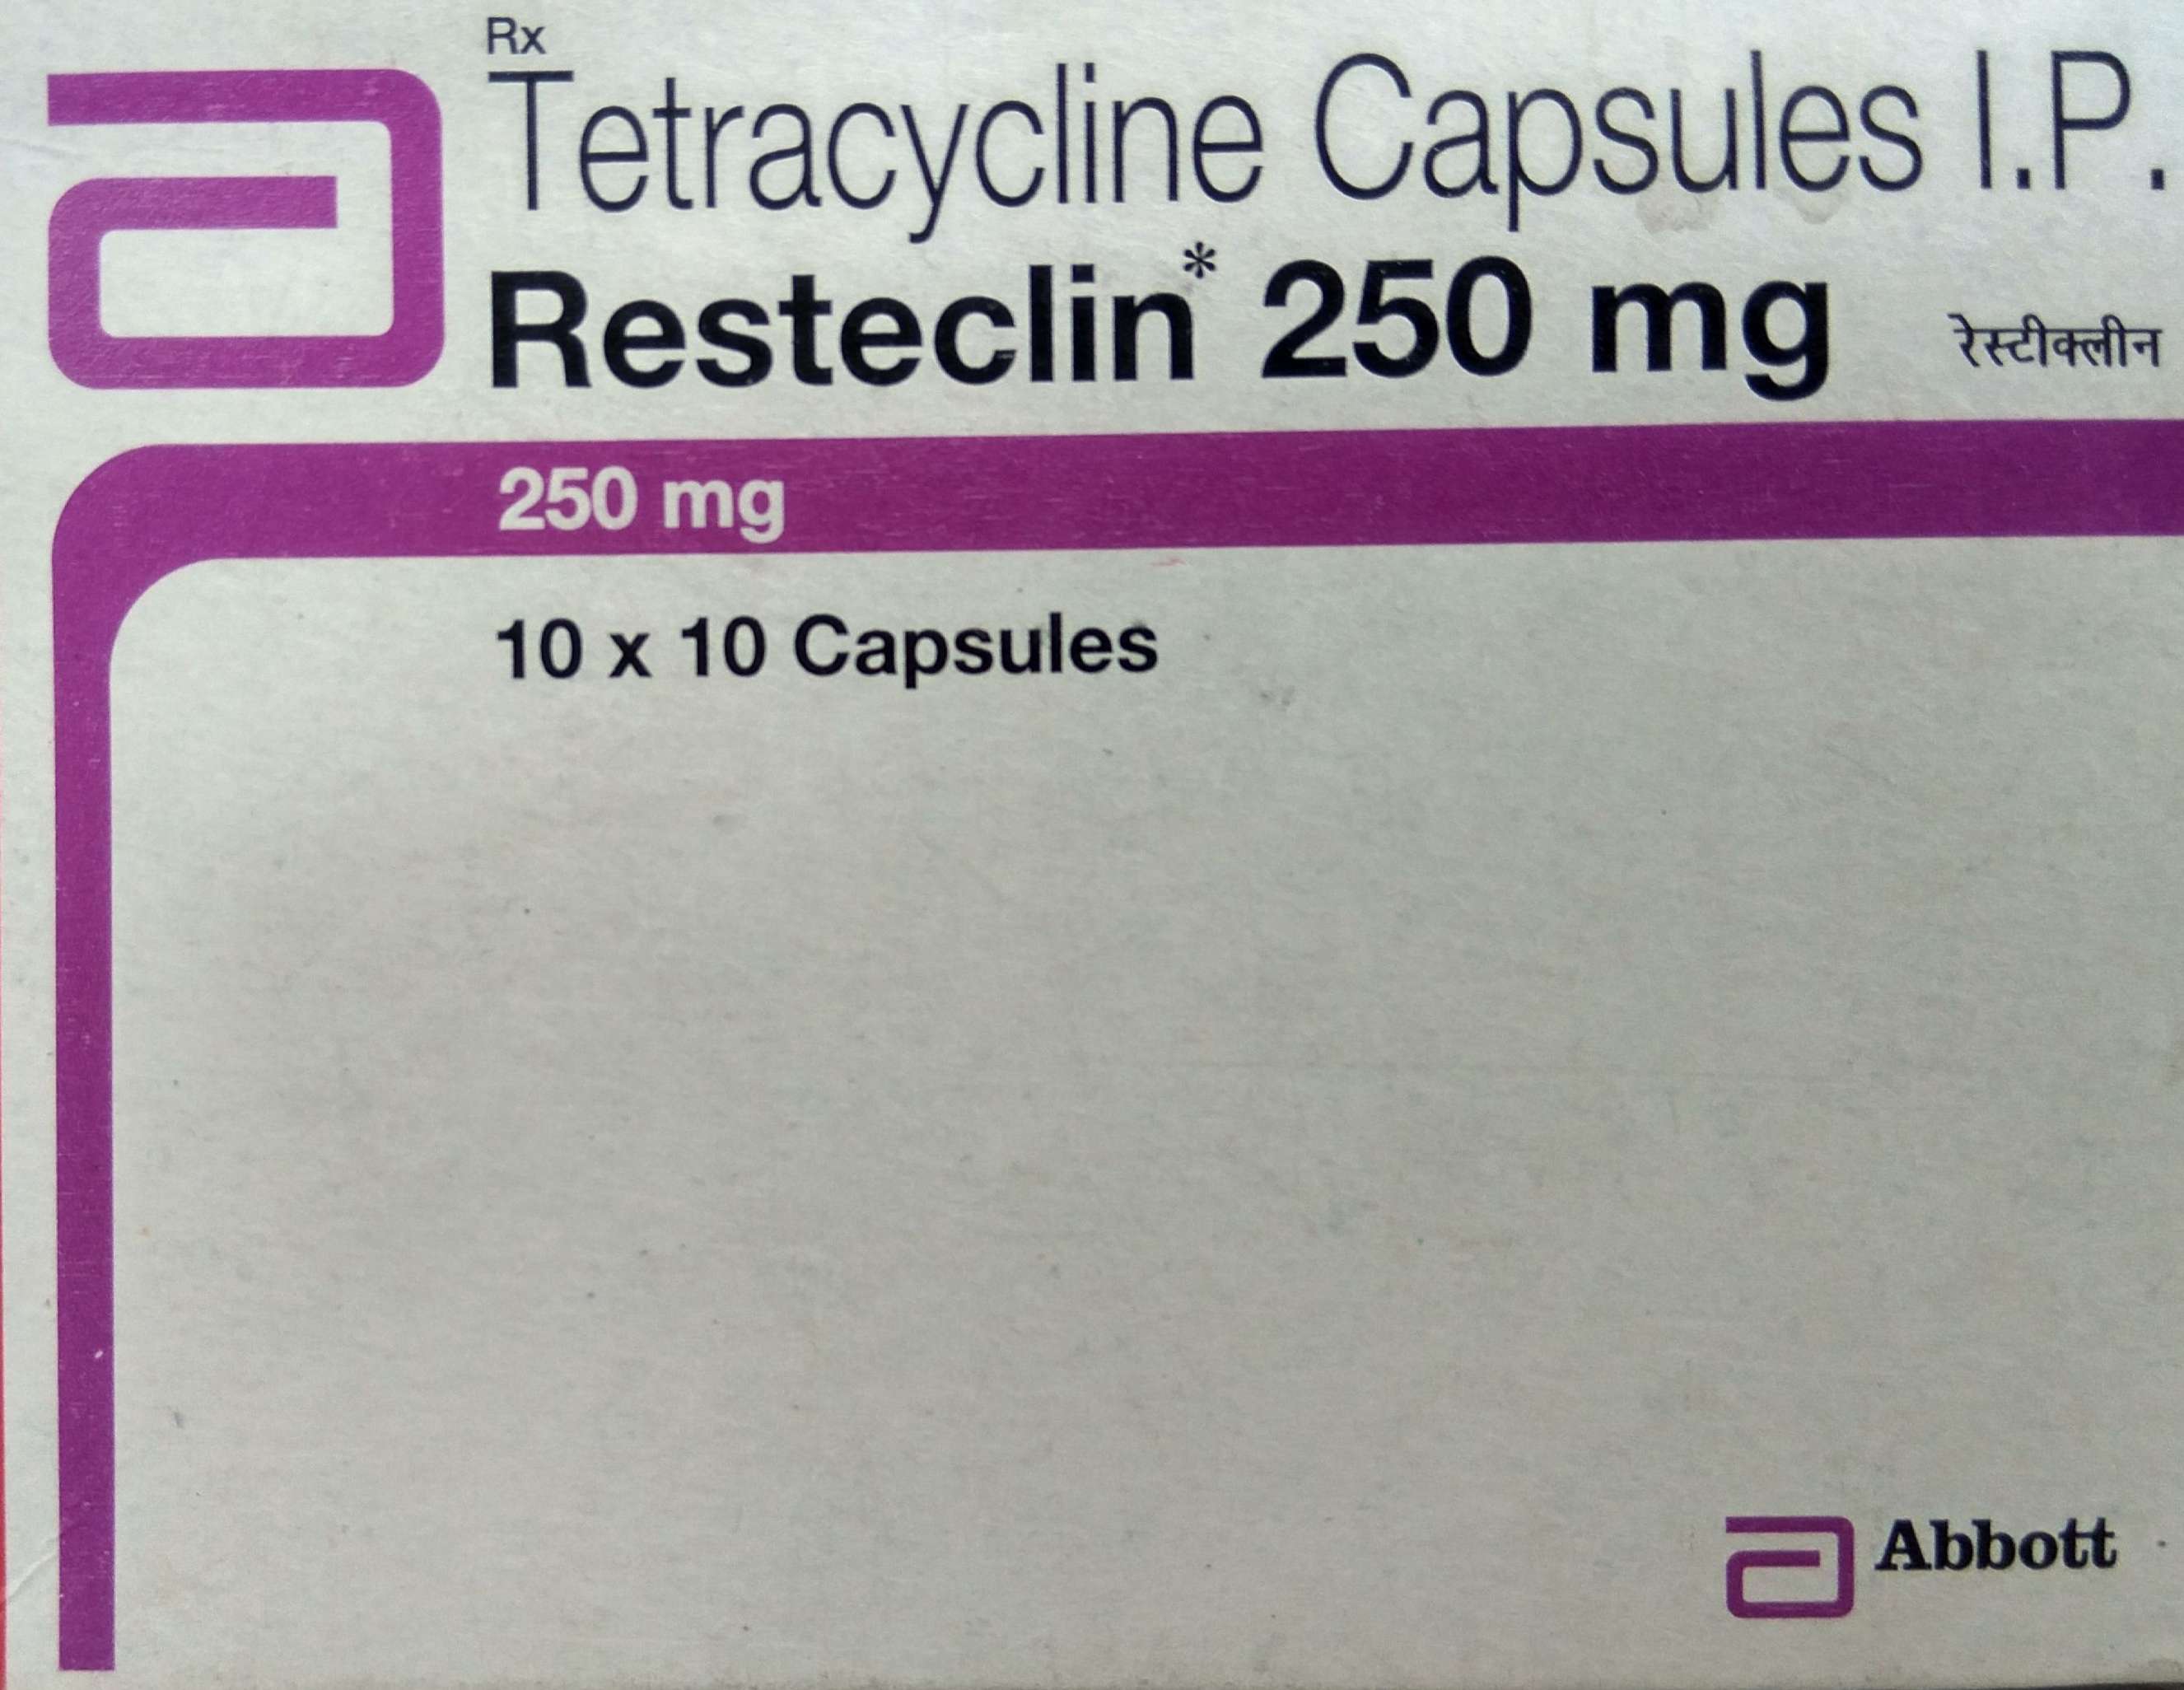 Rx
Tetracycline Capsules I.P.
Resteclin* 250 mg रेस्टीक्लीन
250 mg
10 x 10 Capsules
Abbott